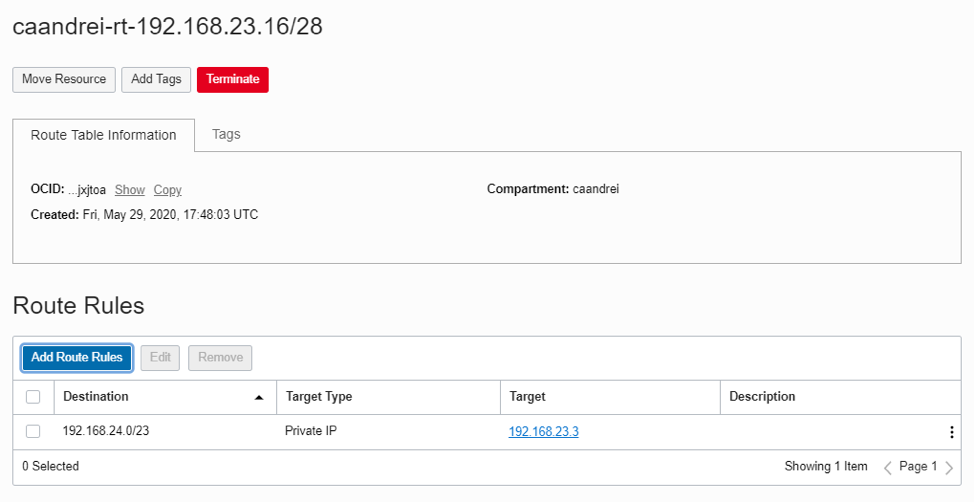 caandrei-rt-192.168.23.16/28
Move Resource Add Tags Terminate
Route Table Information Tags
OCID: ...jxjtoa Show Copy Compartment: caandrei
Created: Fri, May 29, 2020, 17:48:03 UTC
Route Rules
Add Route Rules Edit Remove
Destination Target Type Target Description
192.168.24.0/23 Private IP 192.168.23.3
0 Selected Showing 1 Item Page 1